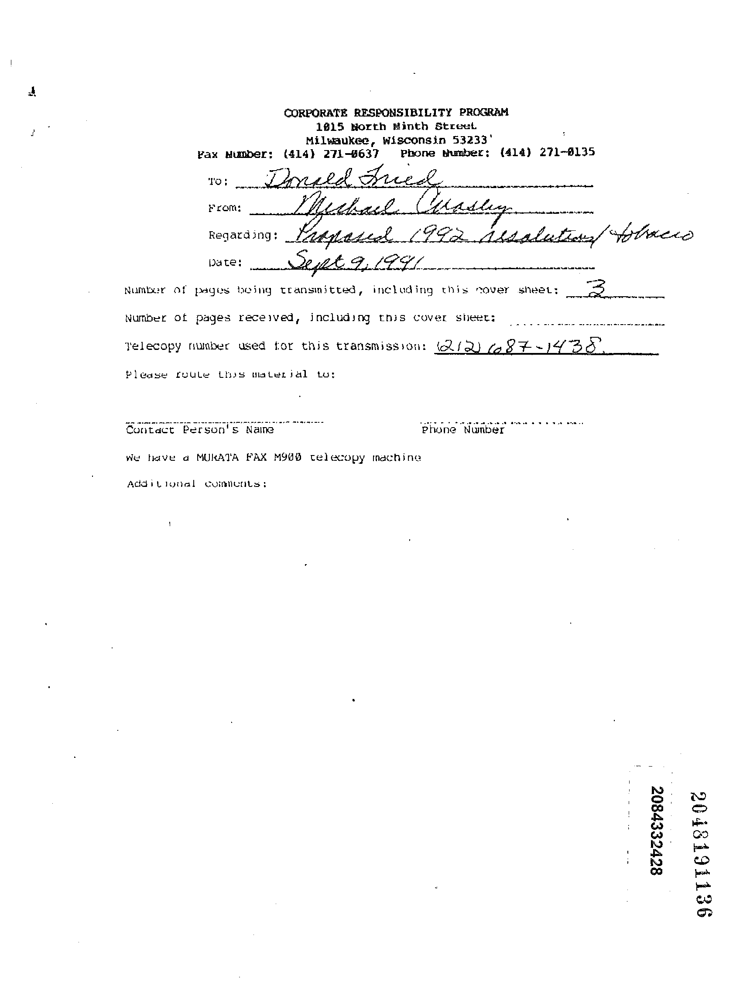 CORPORATE RESPONSIBILITY PROGRAM
1015 North Ninth Street
Milwaukee, Wisconsin 53233
Fax Number: (414) 271-0637 Phone Number: (414) 271-0135
To: Donald Fried
From: Michael Crosby
Regarding: Proposed 1992 resolutions/tobacco
Date: Sept 9, 1991
Number of pages being transmitted, including this cover sheet: 3
Number of pages received, including this cover sheet:
Telecopy number used for this transmission: (212) 687-1438
Please route this material to:
Contact Person's Name Phone Number
We have a MURATA FAX M900 telecopy machine
Additional comments:
2084332428
2048191136